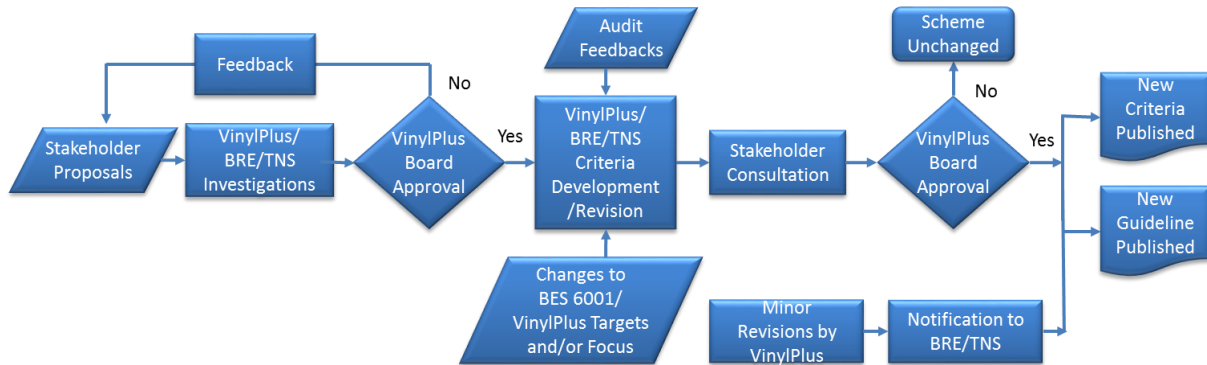 Feedback
No
Stakeholder
Proposals
VinylPlus/
BRE/TNS
Investigations
VinylPlus
Board
Approval
Yes
Audit
Feedbacks
VinylPlus/
BRE/TNS
Criteria
Development
/Revision
Changes to
BES 6001/
VinylPlus Targets
and/or Focus
Stakeholder
Consultation
Scheme
Unchanged
No
VinylPlus
Board
Approval
Yes
New
Criteria
Published
New
Guideline
Published
Minor
Revisions by
VinylPlus
Notification to
BRE/TNS